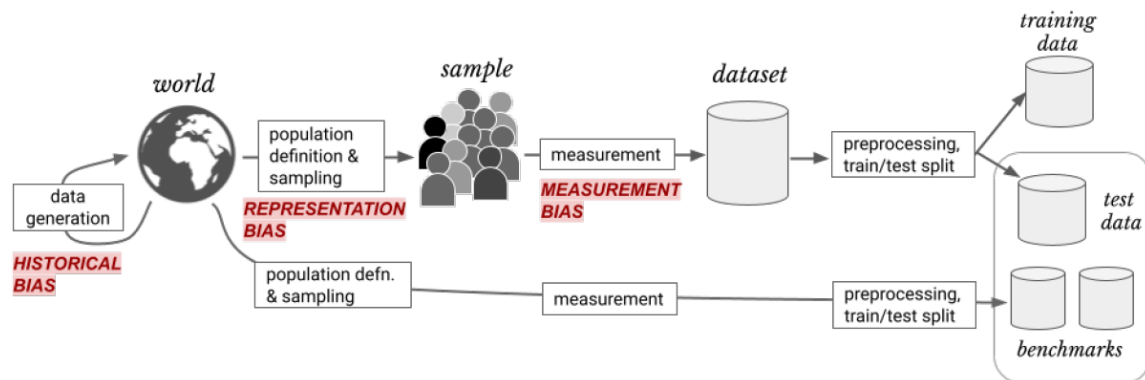 training
data
world
sample
dataset
population
definition &
sampling
measurement
preprocessing,
train/test split
data
generation
REPRESENTATION
BIAS
MEASUREMENT
BIAS
test
data
HISTORICAL
BIAS
population defn.
& sampling
measurement
preprocessing,
train/test split
benchmarks